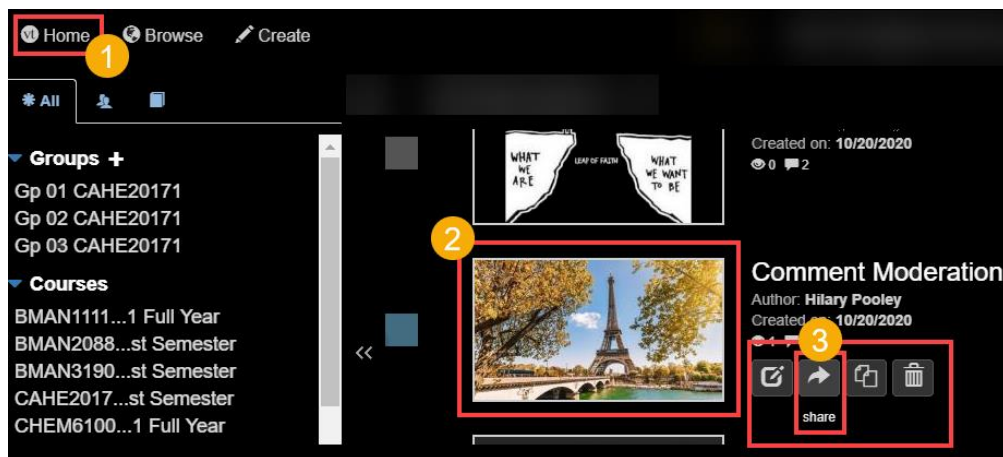 vt Home Browse Create
1
All
Groups +
Gp 01 CAHE20171
Gp 02 CAHE20171
Gp 03 CAHE20171
Courses
BMAN1111...1 Full Year
BMAN2088...st Semester
BMAN3190...st Semester
CAHE2017...st Semester
CHEM6100...1 Full Year
<<
WHAT
WE
ARE
LEAP OF FAITH
WHAT
WE WANT
TO BE
Created on: 10/20/2020
0 2
2
Comment Moderation
Author: Hilary Pooley
Created on: 10/20/2020
3
share